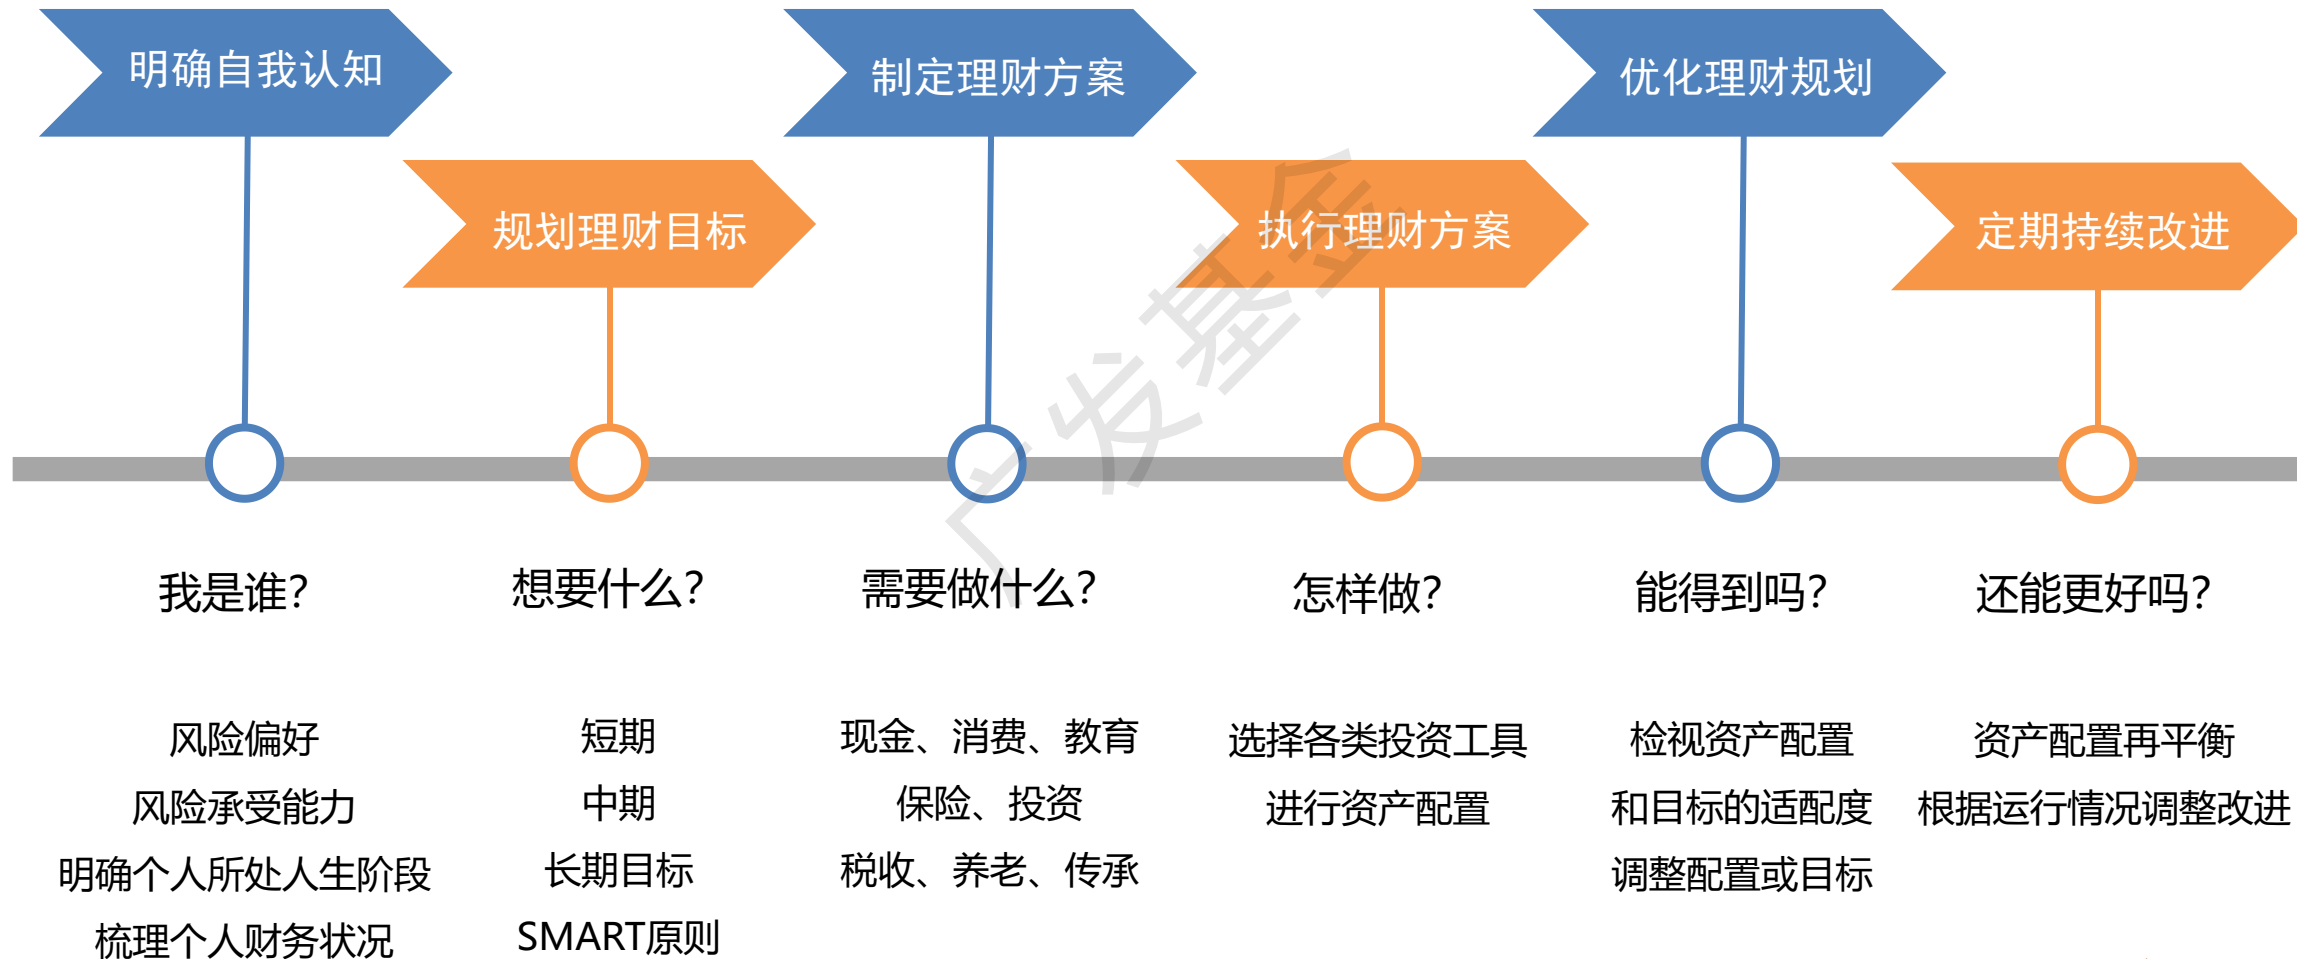 明确自我认知
制定理财方案
优化理财规划
规划理财目标
执行理财方案
定期持续改进
广发基金
我是谁?
想要什么?
需要做什么?
怎样做?
能得到吗?
还能更好吗?
风险偏好
风险承受能力
明确个人所处人生阶段
梳理个人财务状况
短期
中期
长期目标
SMART原则
现金、消费、教育
保险、投资
税收、养老、传承
选择各类投资工具
进行资产配置
检视资产配置
和目标的适配度
调整配置或目标
资产配置再平衡
根据运行情况调整改进